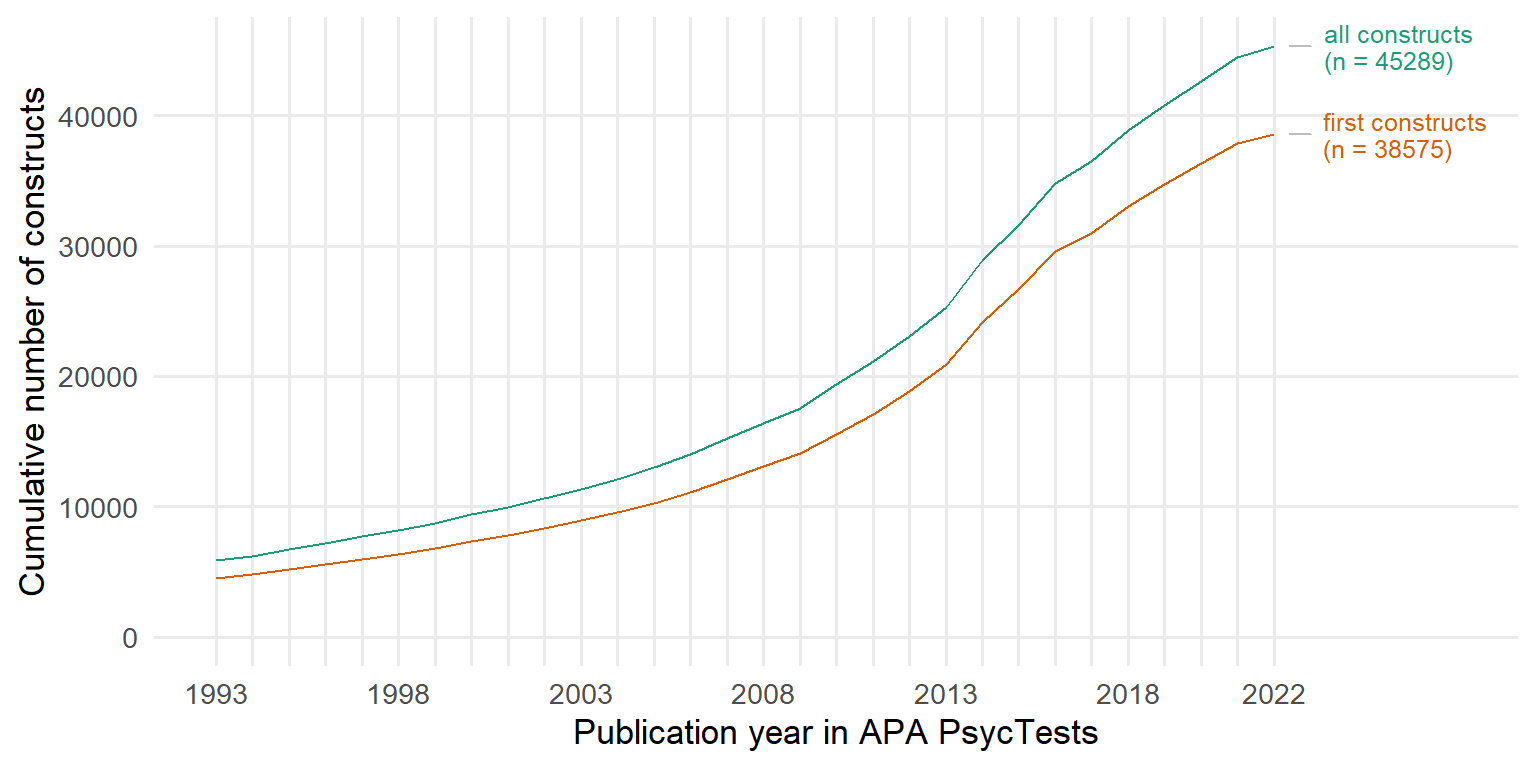 all constructs
(n = 45289)
first constructs
(n = 38575)
Cumulative number of constructs
40000
30000
20000
10000
0
1993 1998 2003 2008 2013 2018 2022
Publication year in APA PsycTests